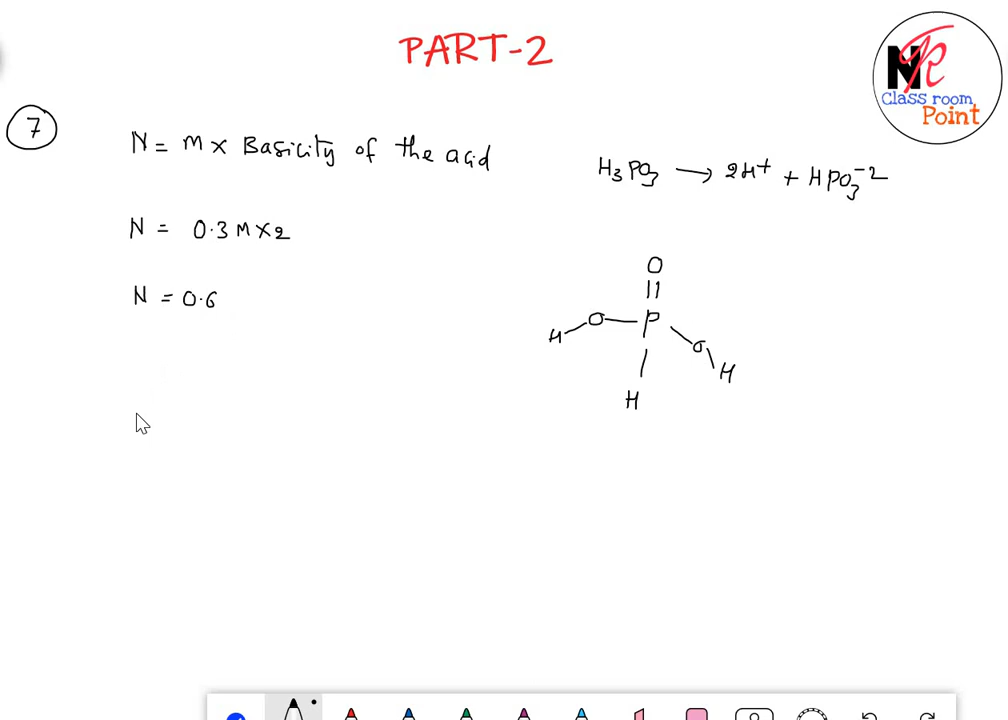 PART-2
NR
Class room
Point
7
N = M × Basicity of the acid
H₃PO₃ → 2H⁺ + HPO₃⁻²
N = 0.3 M × 2
N = 0.6
O
H O P O H
H